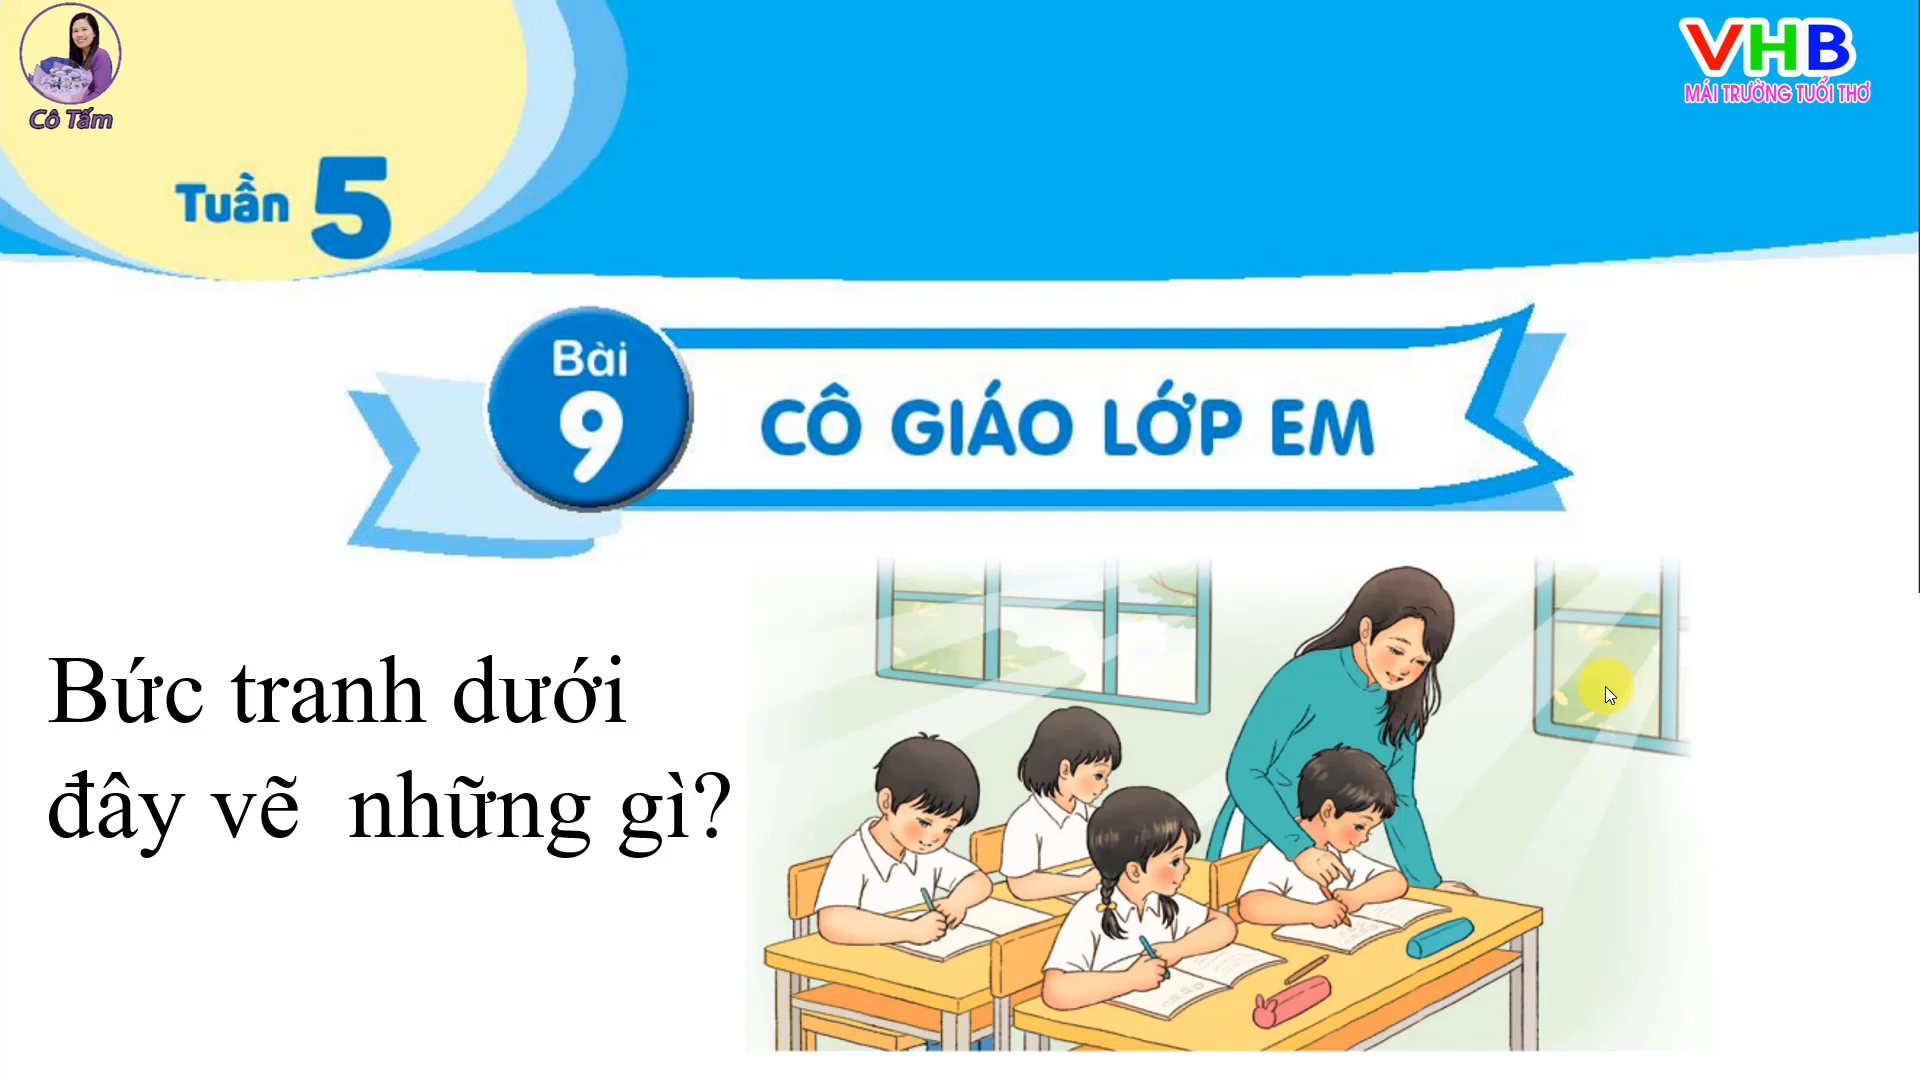 Cô Tấm
VHB
MÁI TRƯỜNG TUỔI THƠ
Tuần 5
Bài
9
CÔ GIÁO LỚP EM
Bức tranh dưới
đây vẽ những gì?